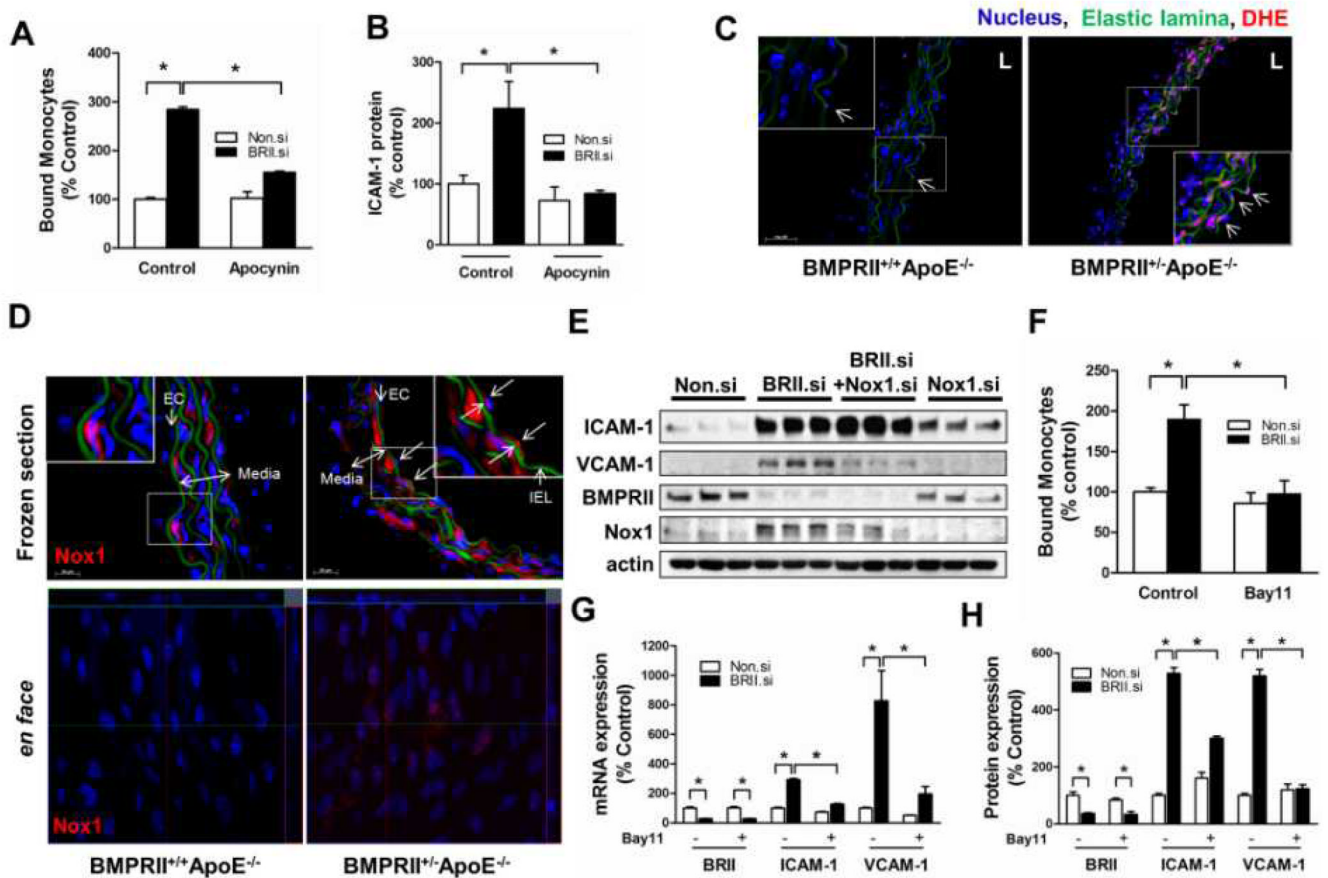 A
Bound Monocytes
(% Control)
400
300
200
100
0
*
*
Non.si
BRII.si
Control
Apocynin
B
ICAM-1 protein
(% control)
300
200
100
0
*
*
Non.si
BRII.si
Control
Apocynin
Nucleus, Elastic lamina, DHE
C
L
L
BMPRII+/+ApoE-/-
BMPRII+/-ApoE-/-
D
Frozen section
EC
Media
Nox1
EC
Media
IEL
en face
Nox1
BMPRII+/+ApoE-/-
BMPRII+/-ApoE-/-
E
Non.si
BRII.si
BRII.si
+Nox1.si
Nox1.si
ICAM-1
VCAM-1
BMPRII
Nox1
actin
F
Bound Monocytes
(% control)
250
200
150
100
50
0
*
*
Non.si
BRII.si
Control
Bay11
G
mRNA expression
(% Control)
1200
1000
800
600
400
200
0
Non.si
BRII.si
*
*
*
*
*
*
Bay11
-
+
-
+
-
+
BRII
ICAM-1
VCAM-1
H
Protein expression
(% Control)
600
400
200
0
Non.si
BRII.si
*
*
*
*
*
*
Bay11
-
+
-
+
-
+
BRII
ICAM-1
VCAM-1